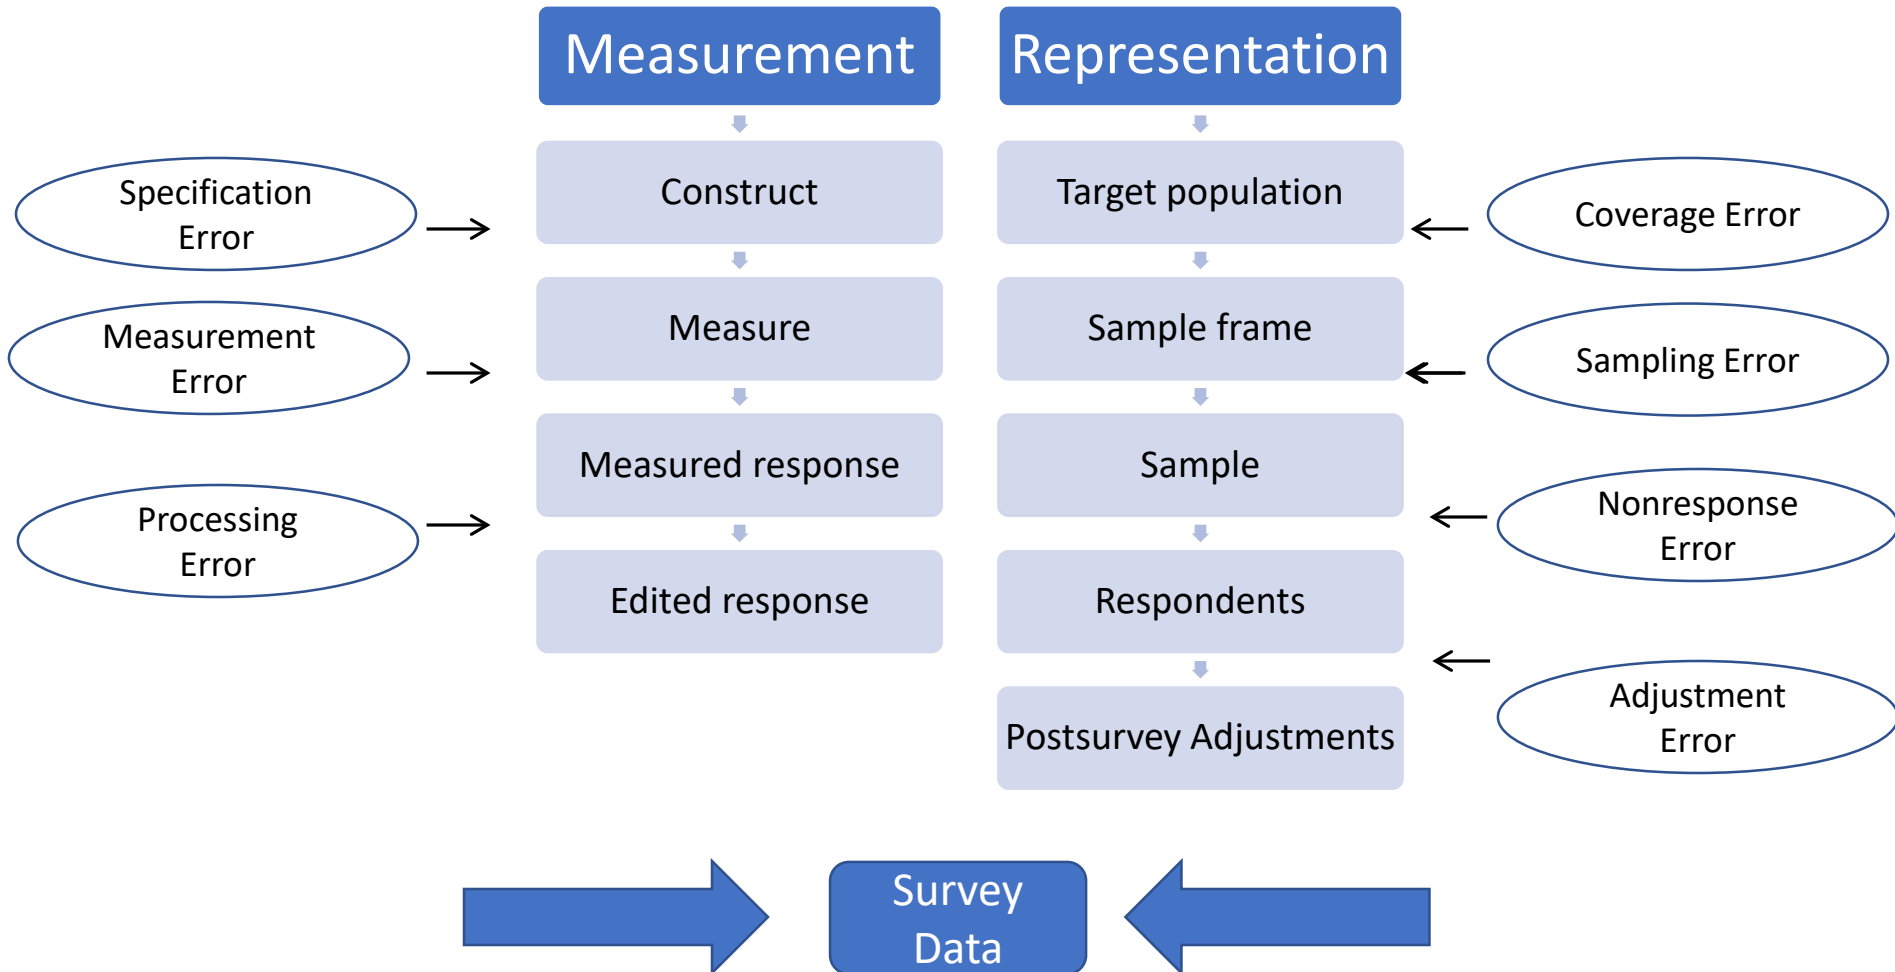 Measurement
Representation
Specification
Error
Construct
Target population
Coverage Error
Measurement
Error
Measure
Sample frame
Sampling Error
Measured response
Sample
Processing
Error
Nonresponse
Error
Edited response
Respondents
Adjustment
Error
Postsurvey Adjustments
Survey
Data